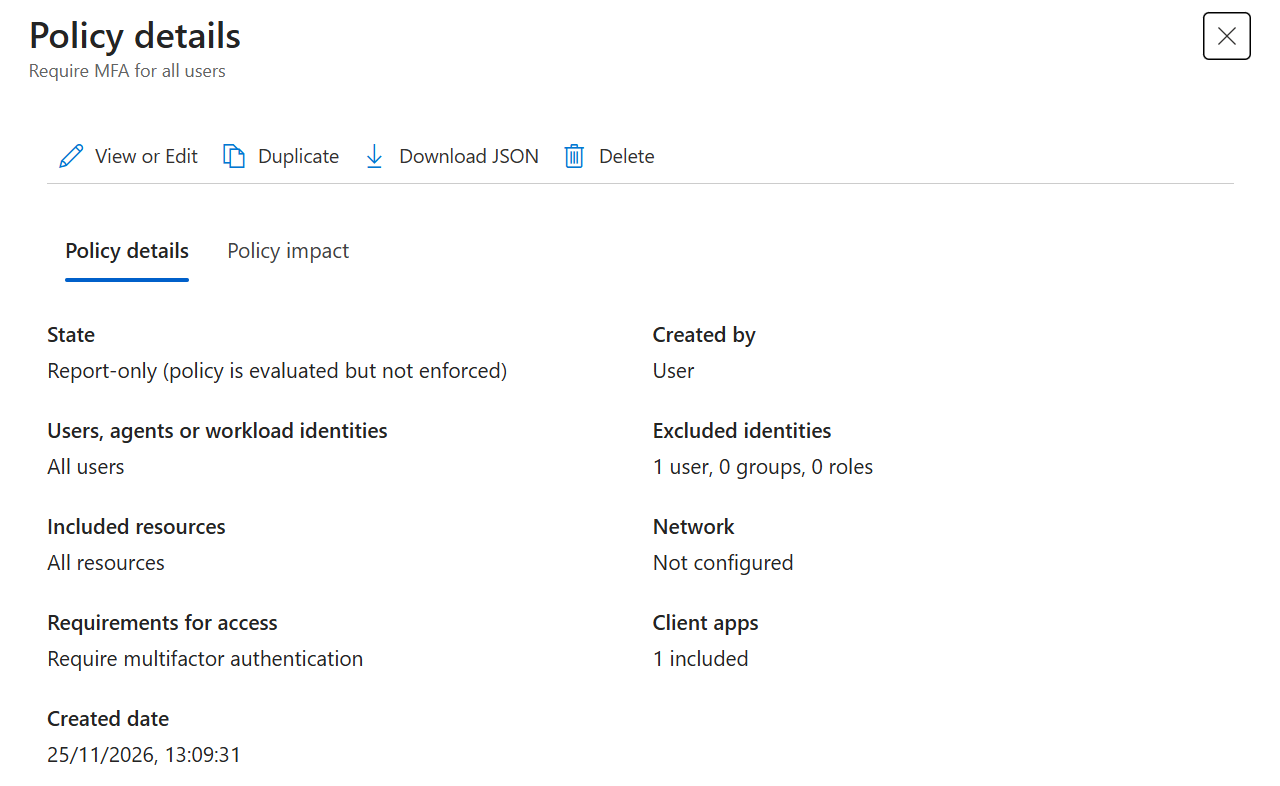 Policy details
Require MFA for all users
View or Edit
Duplicate
Download JSON
Delete
Policy details
Policy impact
State
Report-only (policy is evaluated but not enforced)
Created by
User
Users, agents or workload identities
All users
Excluded identities
1 user, 0 groups, 0 roles
Included resources
All resources
Network
Not configured
Requirements for access
Require multifactor authentication
Client apps
1 included
Created date
25/11/2026, 13:09:31